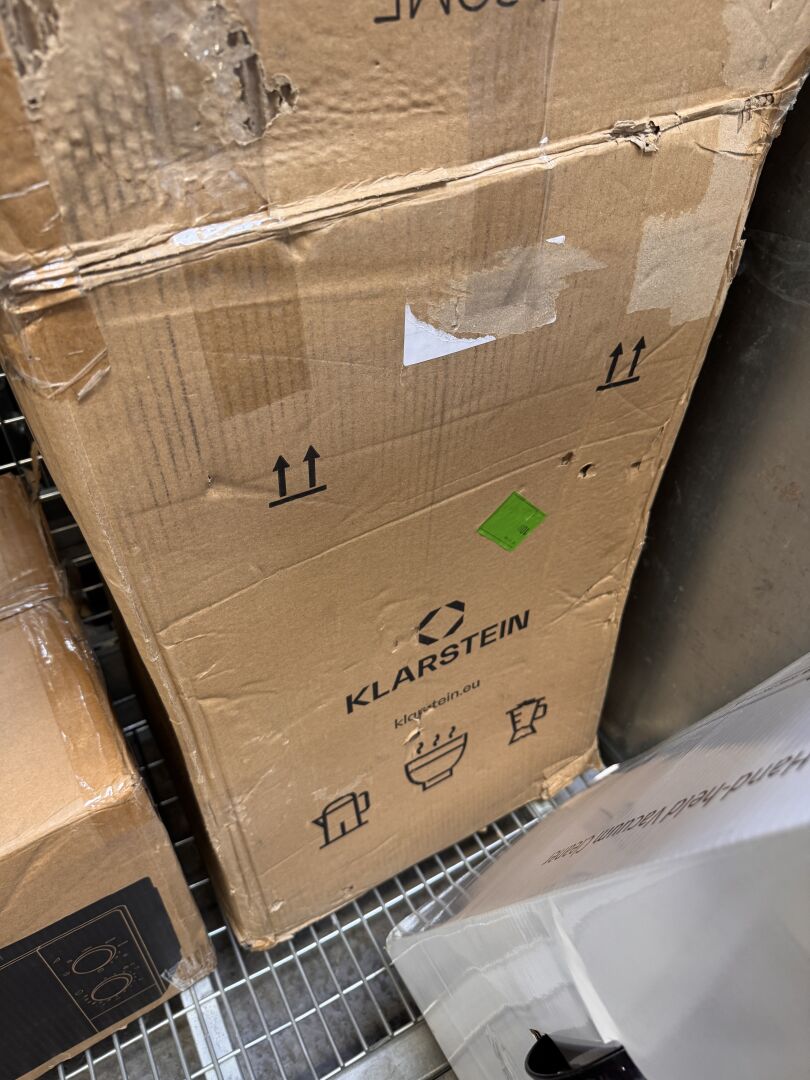 KLARSTEIN
klarstein.eu
Hand-held Vacuum Cleaner